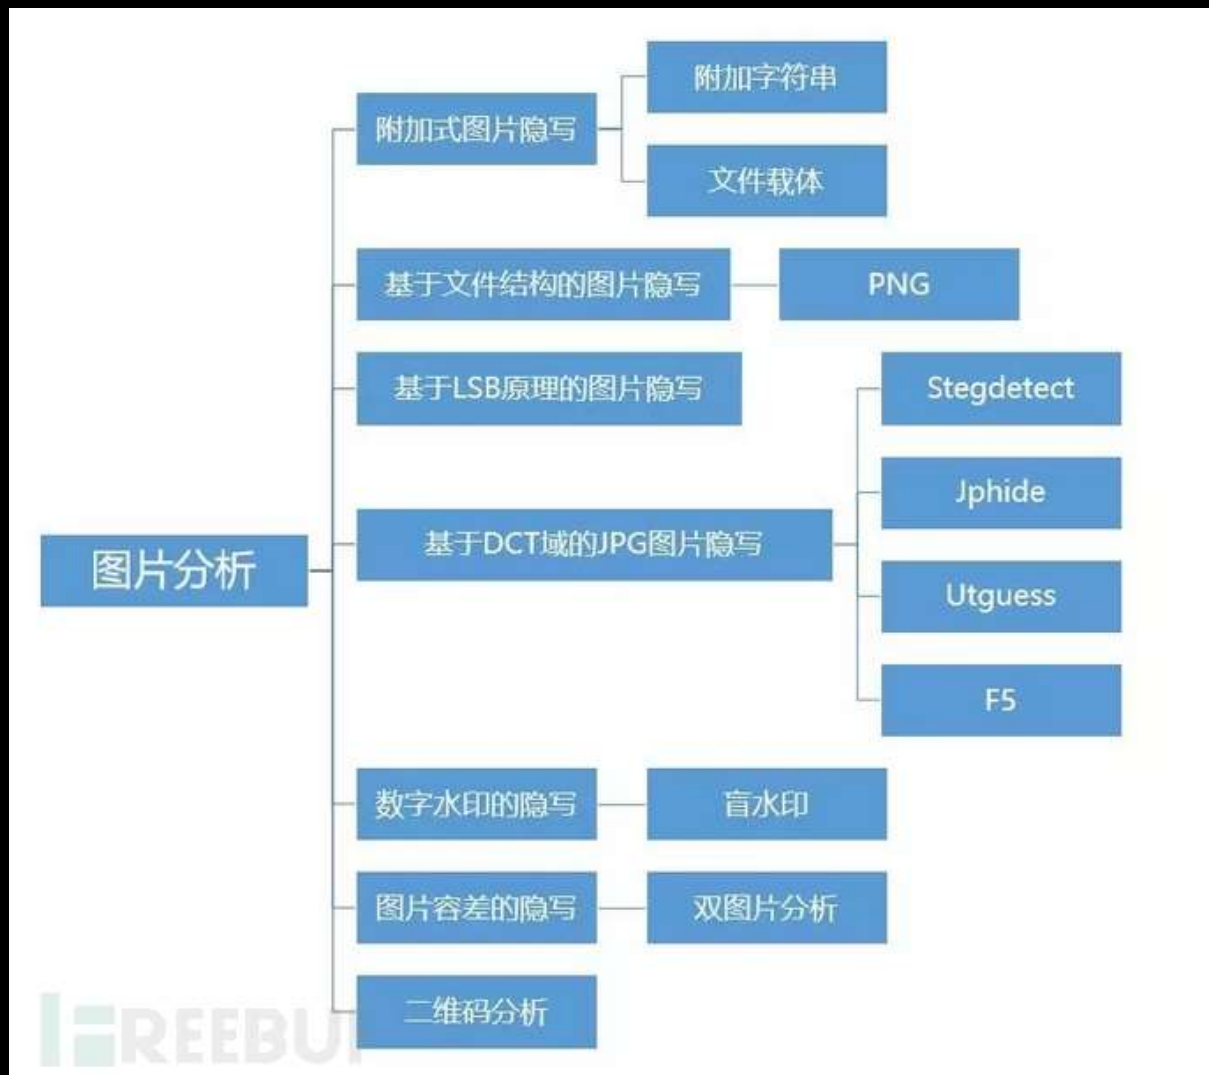 附加字符串
附加式图片隐写
文件载体
基于文件结构的图片隐写
PNG
基于LSB原理的图片隐写
Stegdetect
Jphide
基于DCT域的JPG图片隐写
图片分析
Utguess
F5
数字水印的隐写
盲水印
图片容差的隐写
双图片分析
二维码分析
FREEBUF